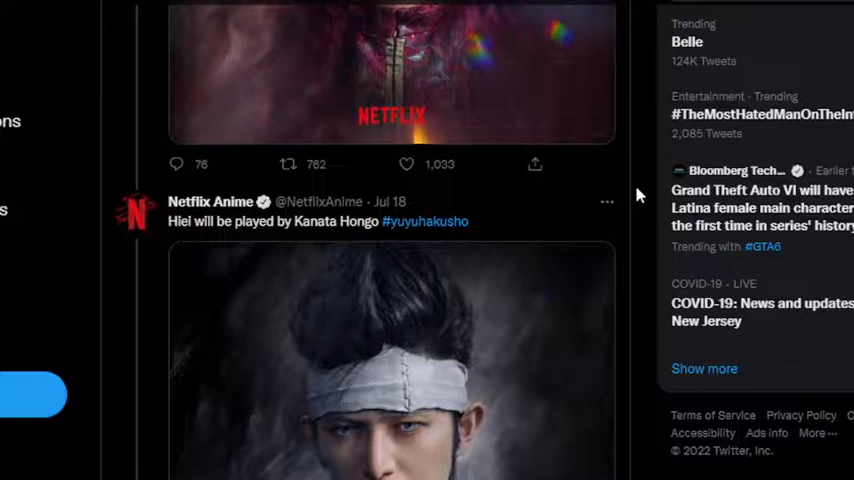 Trending
Belle
124K Tweets
ons
Entertainment · Trending
#TheMostHatedManOnTheIn
2,085 Tweets
NETFLIX
76 762 1,033
Bloomberg Tech... · Earlier t
s
Grand Theft Auto VI will have
Latina female main character
the first time in series' history
Trending with #GTA6
Netflix Anime @NetflixAnime · Jul 18
Hiei will be played by Kanata Hongo #yuyuhakusho
COVID-19 · LIVE
COVID-19: News and updates
New Jersey
Show more
Terms of Service Privacy Policy C
Accessibility Ads info More ···
© 2022 Twitter, Inc.